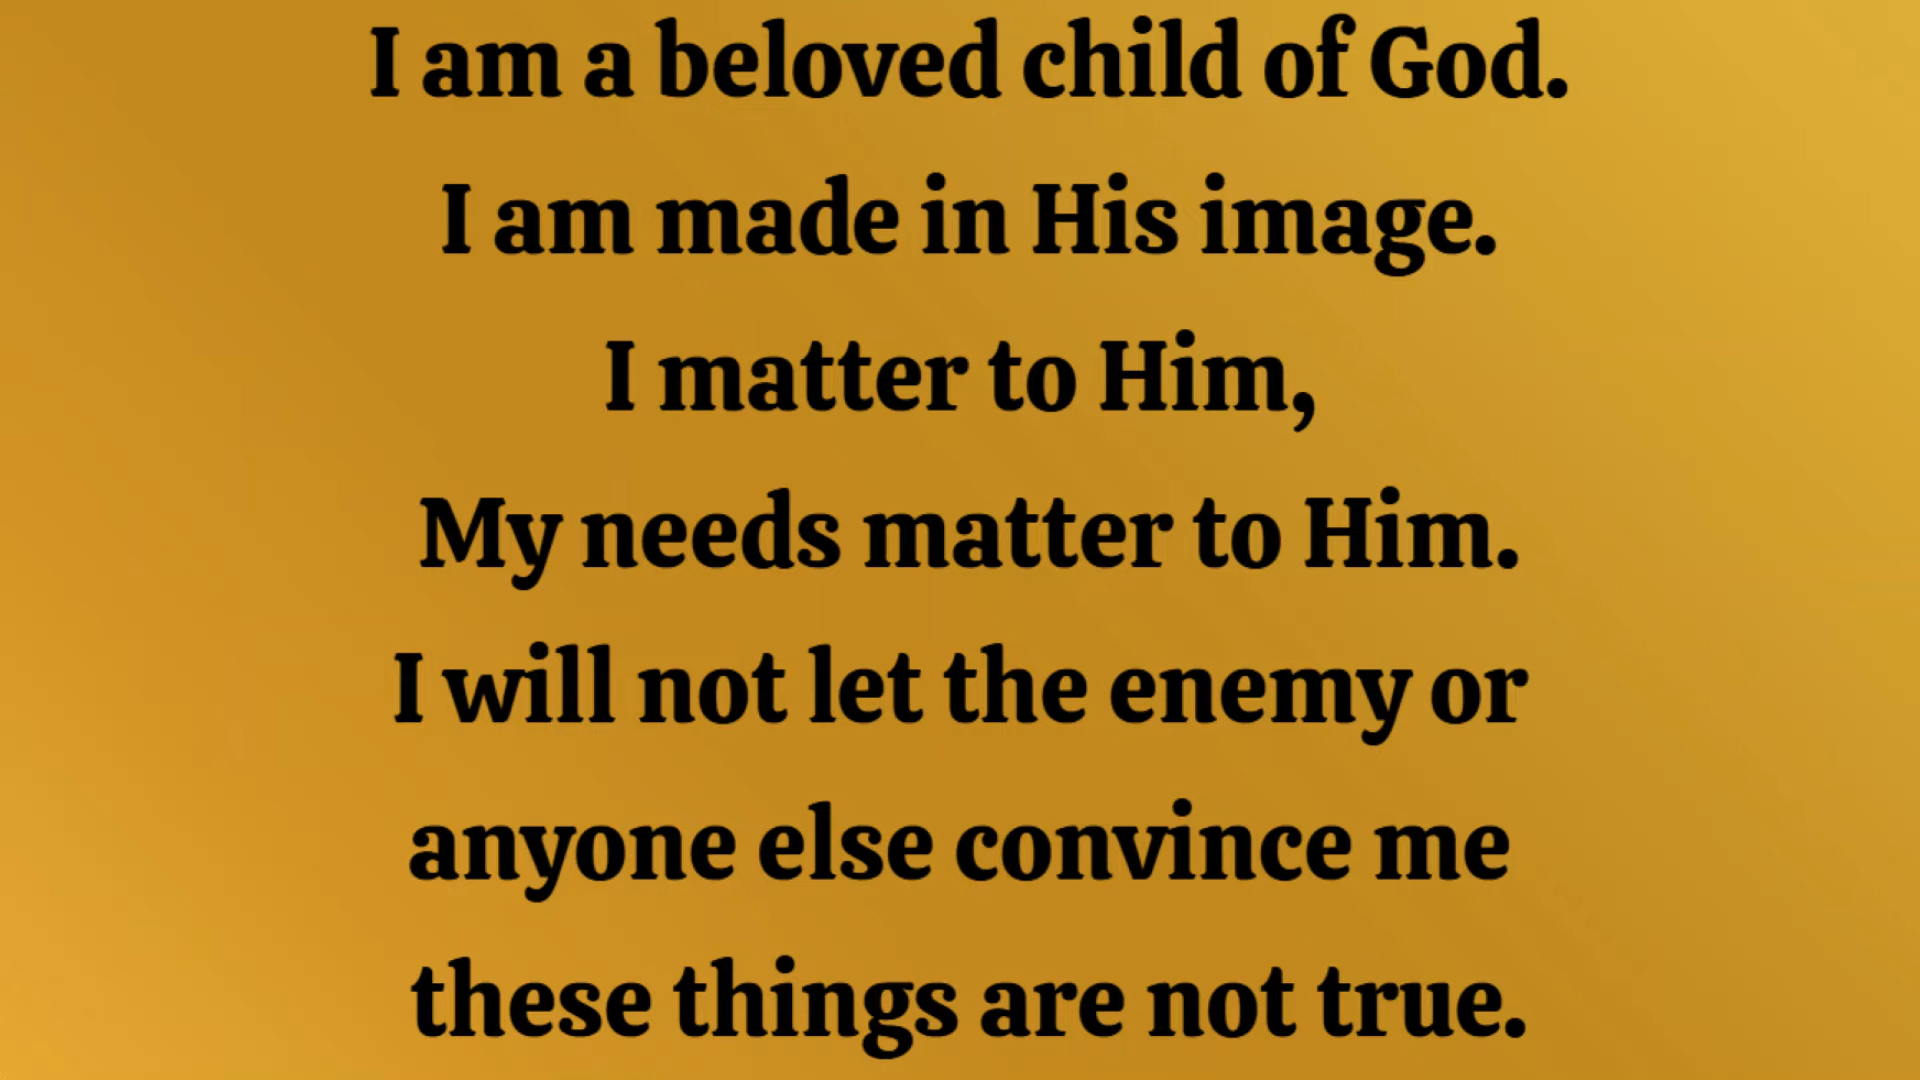 I am a beloved child of God.
I am made in His image.
I matter to Him,
My needs matter to Him.
I will not let the enemy or
anyone else convince me
these things are not true.